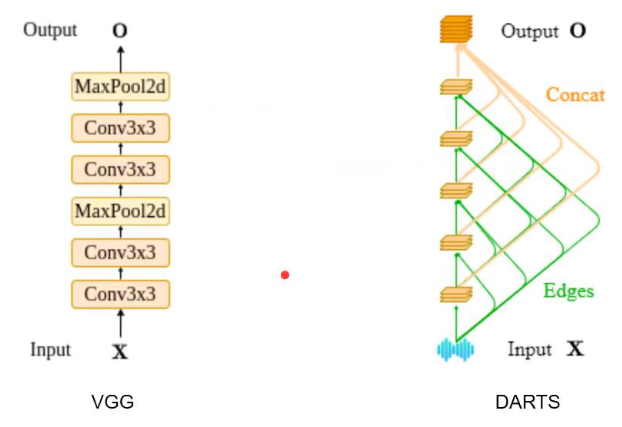 Output O
MaxPool2d
Conv3x3
Conv3x3
MaxPool2d
Conv3x3
Conv3x3
Input X
VGG
Output O
Concat
Edges
Input X
DARTS